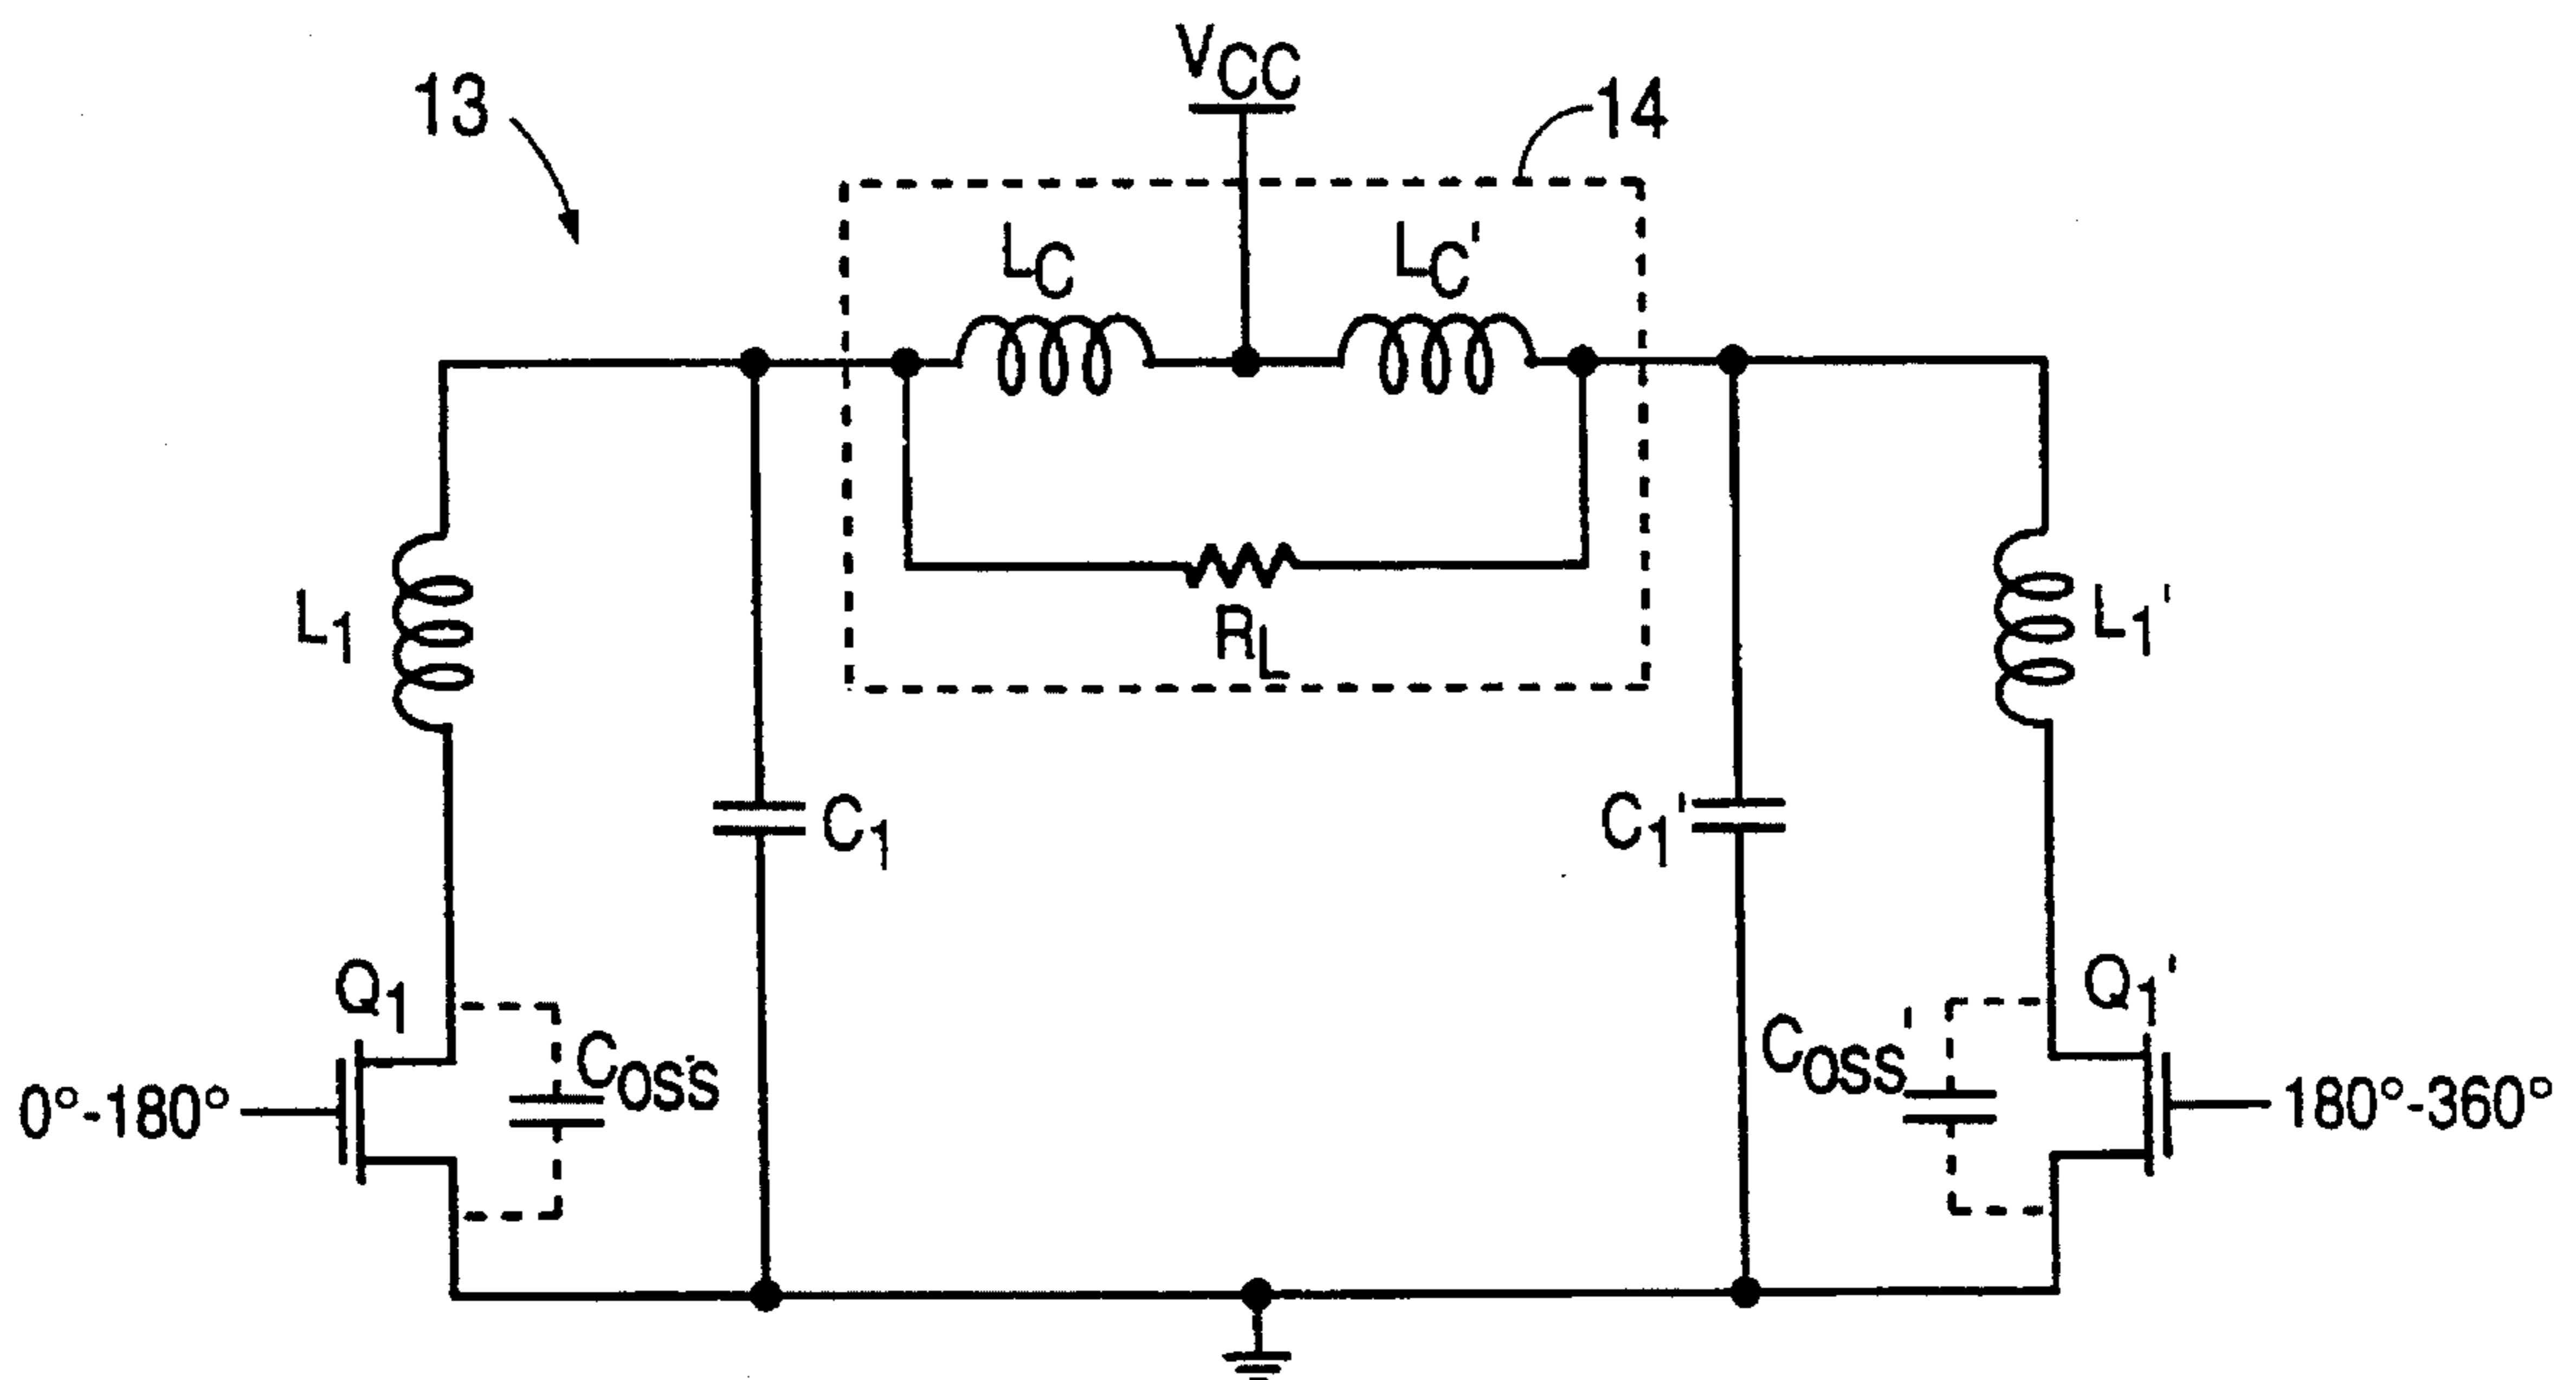 VCC
13
14
LC
LC'
L1
RL
L1'
C1
C1'
Q1
COSS
COSS'
Q1'
0°-180°
180°-360°